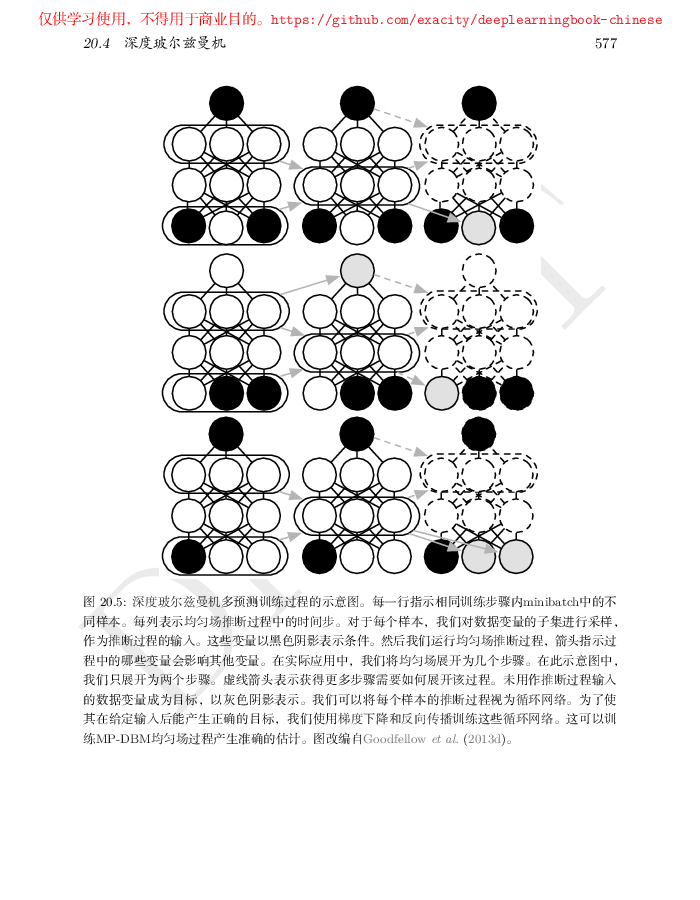 仅供学习使用，不得用于商业目的。https://github.com/exacity/deeplearningbook-chinese
20.4 深度玻尔兹曼机 577
图 20.5: 深度玻尔兹曼机多预测训练过程的示意图。每一行指示相同训练步骤内minibatch中的不
同样本。每列表示均匀场推断过程中的时间步。对于每个样本，我们对数据变量的子集进行采样，
作为推断过程的输入。这些变量以黑色阴影表示条件。然后我们运行均匀场推断过程，箭头指示过
程中的哪些变量会影响其他变量。在实际应用中，我们将均匀场展开为几个步骤。在此示意图中，
我们只展开为两个步骤。虚线箭头表示获得更多步骤需要如何展开该过程。未用作推断过程输入
的数据变量成为目标，以灰色阴影表示。我们可以将每个样本的推断过程视为循环网络。为了使
其在给定输入后能产生正确的目标，我们使用梯度下降和反向传播训练这些循环网络。这可以训
练MP-DBM均匀场过程产生准确的估计。图改编自Goodfellow et al. (2013d)。